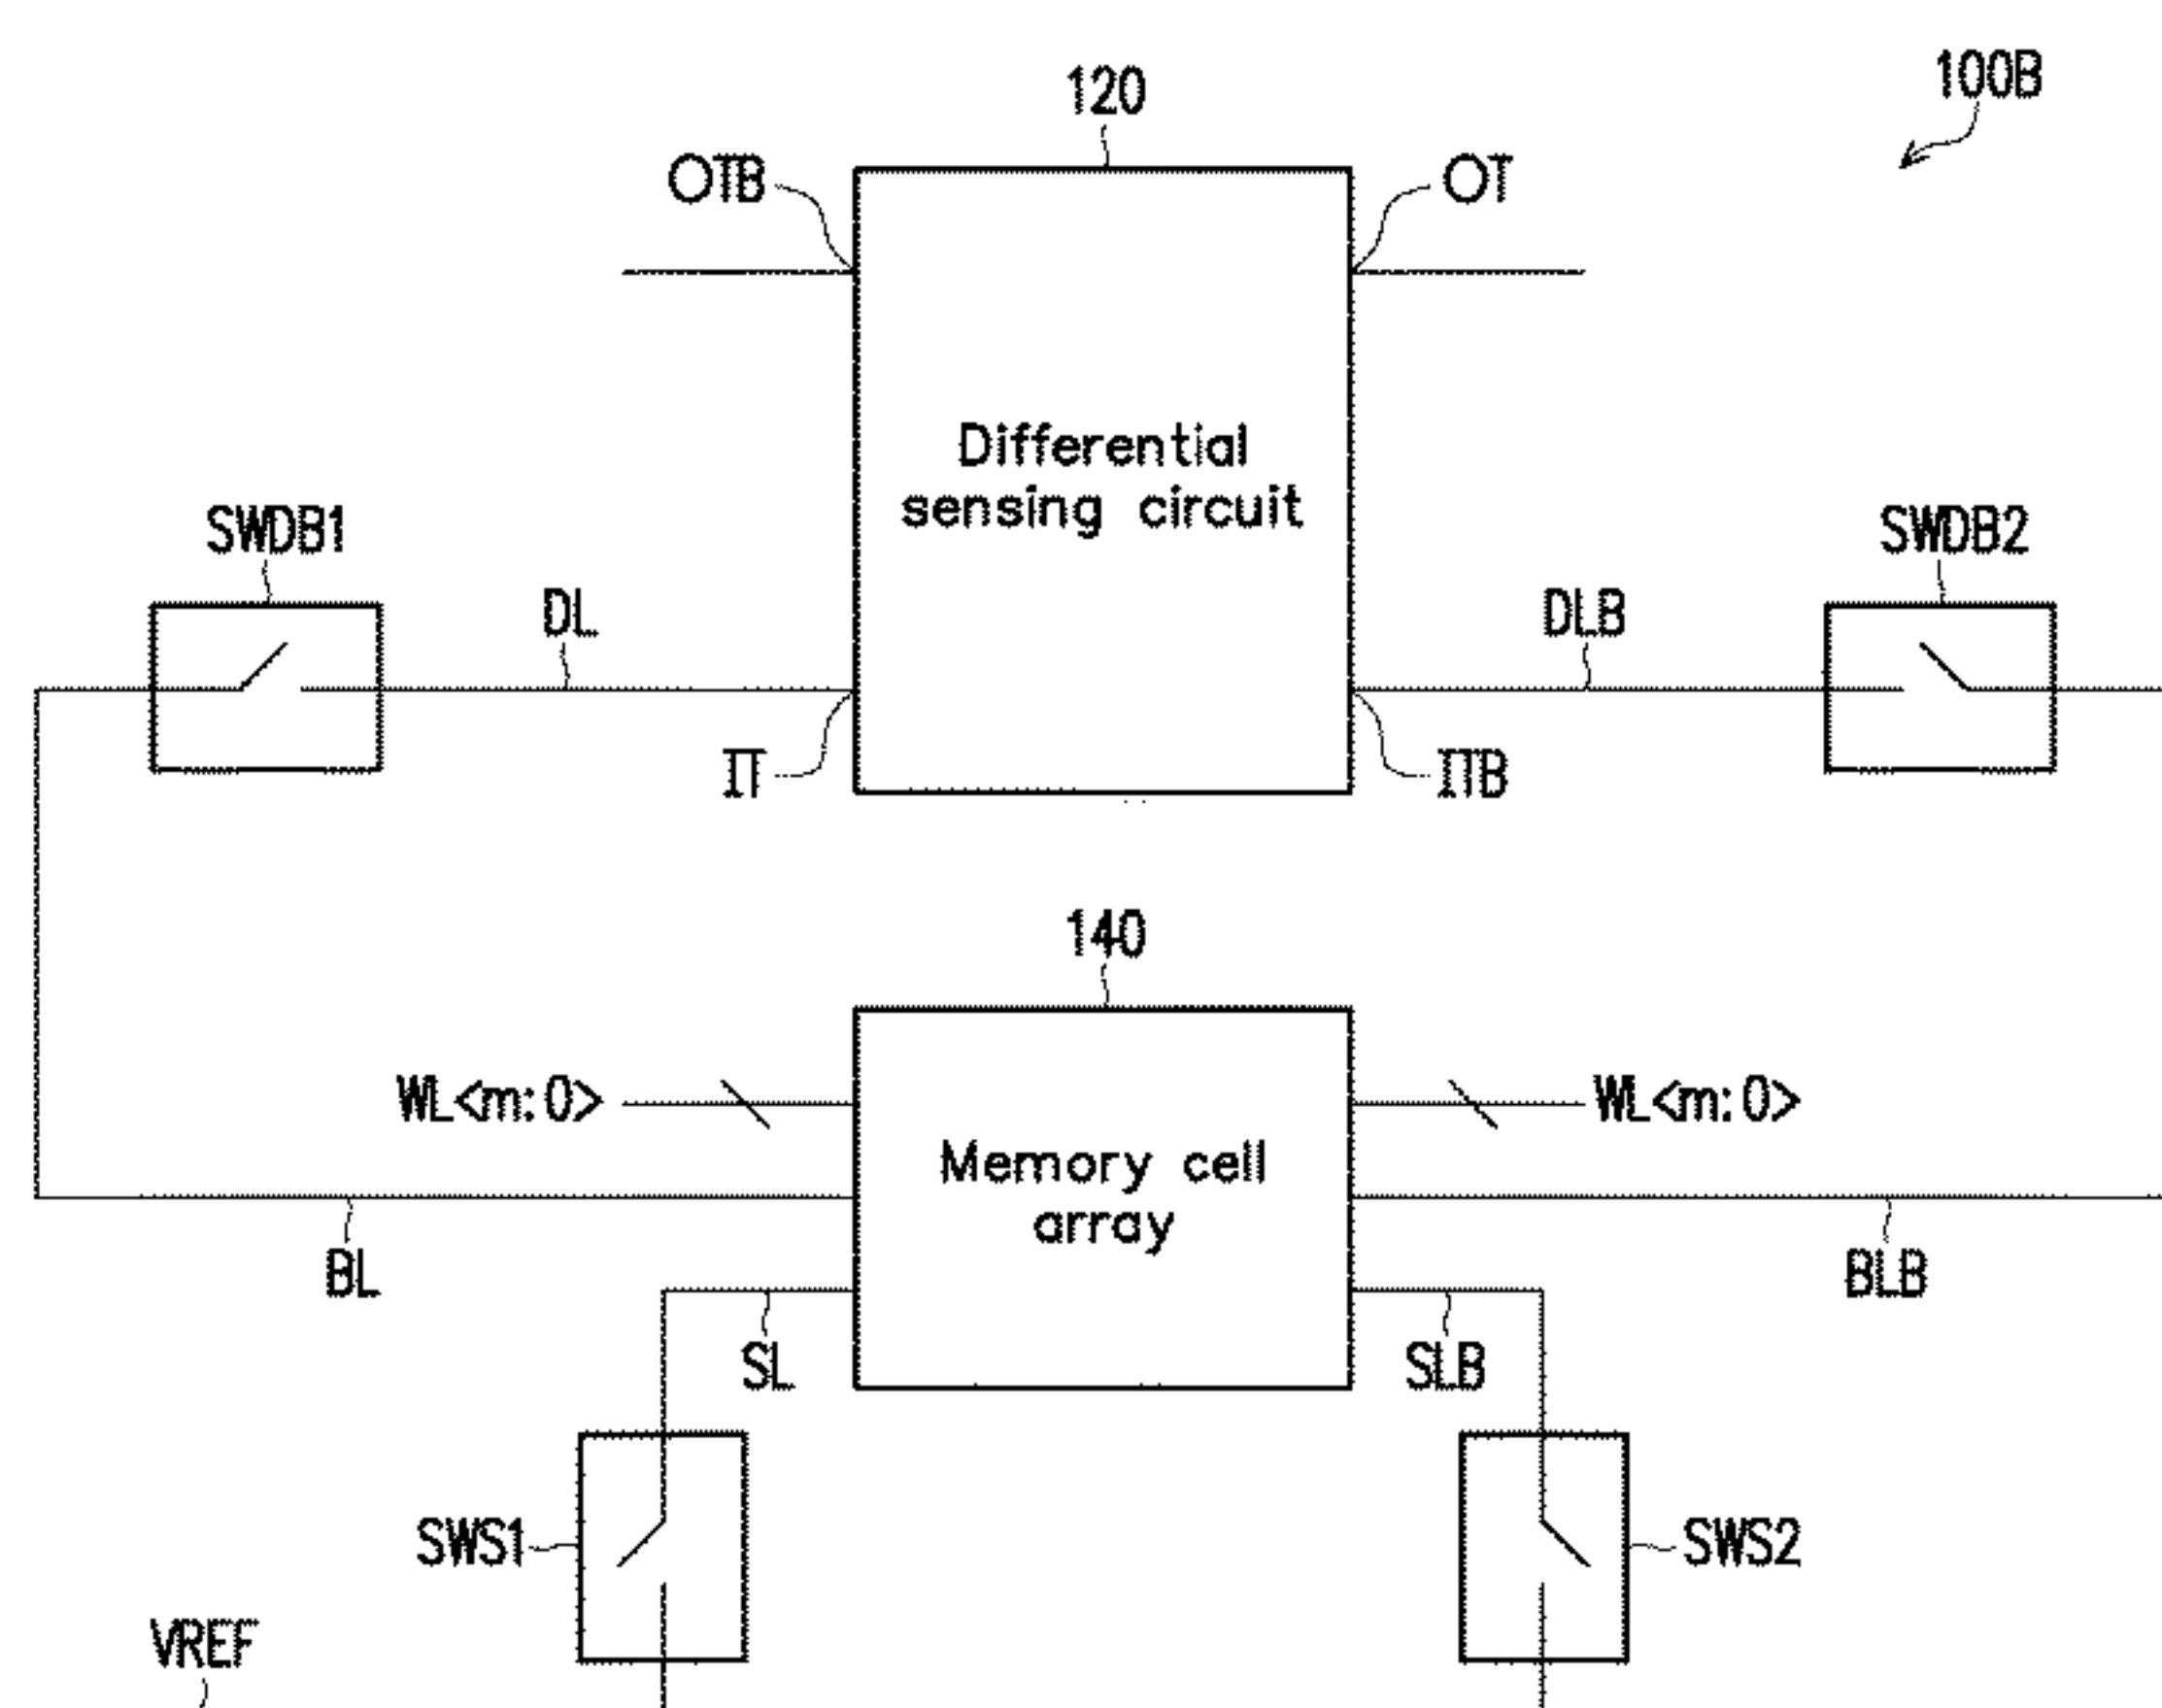 120
100B
OTB
OT
Differential
sensing circuit
SWDB1
SWDB2
DL
DLB
IT
ITB
140
WL<m:0>
WL<m:0>
Memory cell
array
BL
BLB
SL
SLB
SWS1
SWS2
VREF